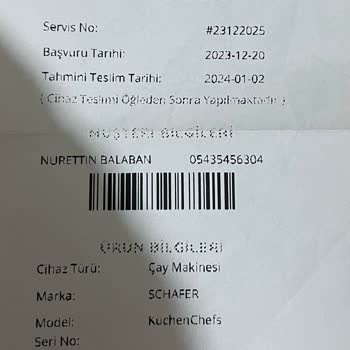 Servis No: #23122025
Başvuru Tarihi: 2023-12-20
Tahmini Teslim Tarihi: 2024-01-02
( Cihaz Teslimi Öğleden Sonra Yapılmaktadır )
MÜŞTERİ BİLGİLERİ
NURETTIN BALABAN 05435456304
ÜRÜN BİLGİLERİ
Cihaz Türü: Çay Makinesi
Marka: SCHAFER
Model: KüchenChefs
Seri No: